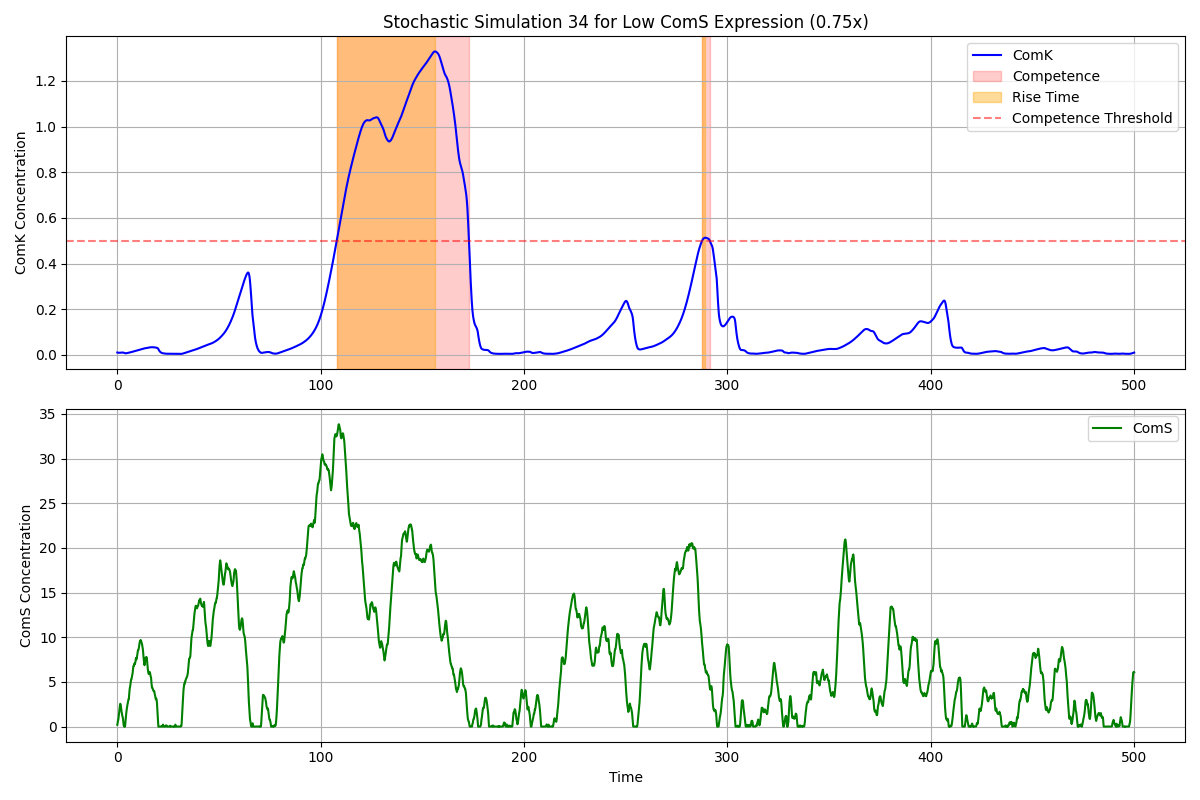 Stochastic Simulation 34 for Low ComS Expression (0.75x)
ComK Concentration
1.2
1.0
0.8
0.6
0.4
0.2
0.0
ComK
Competence
Rise Time
Competence Threshold
0 100 200 300 400 500
ComS Concentration
35
30
25
20
15
10
5
0
ComS
0 100 200 300 400 500
Time